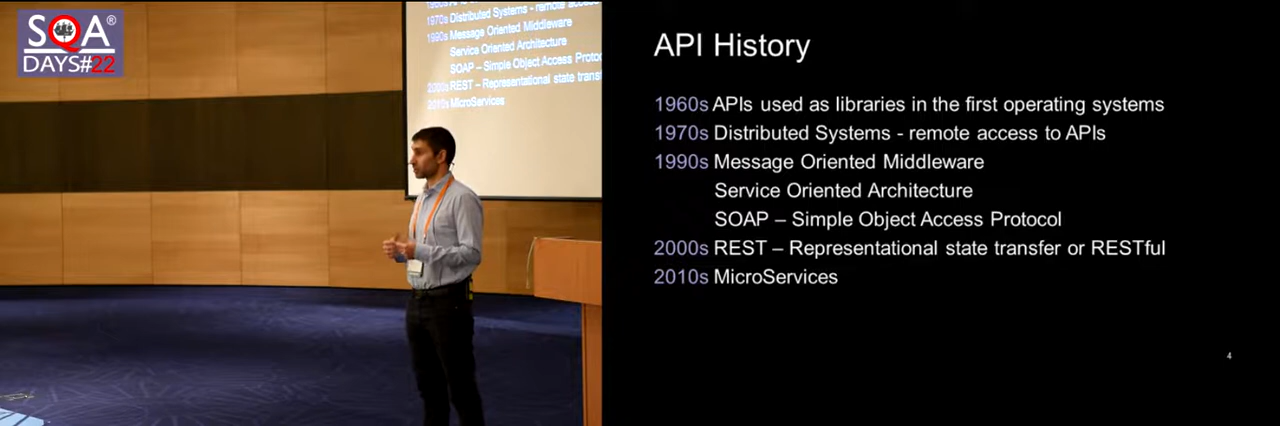 SQA®
DAYS#22
1970s Distributed Systems - remote access
1990s Message Oriented Middleware
Service Oriented Architecture
SOAP – Simple Object Access
2000s REST – Representational state
2010s MicroServices
API History
1960s APIs used as libraries in the first operating systems
1970s Distributed Systems - remote access to APIs
1990s Message Oriented Middleware
Service Oriented Architecture
SOAP – Simple Object Access Protocol
2000s REST – Representational state transfer or RESTful
2010s MicroServices
4